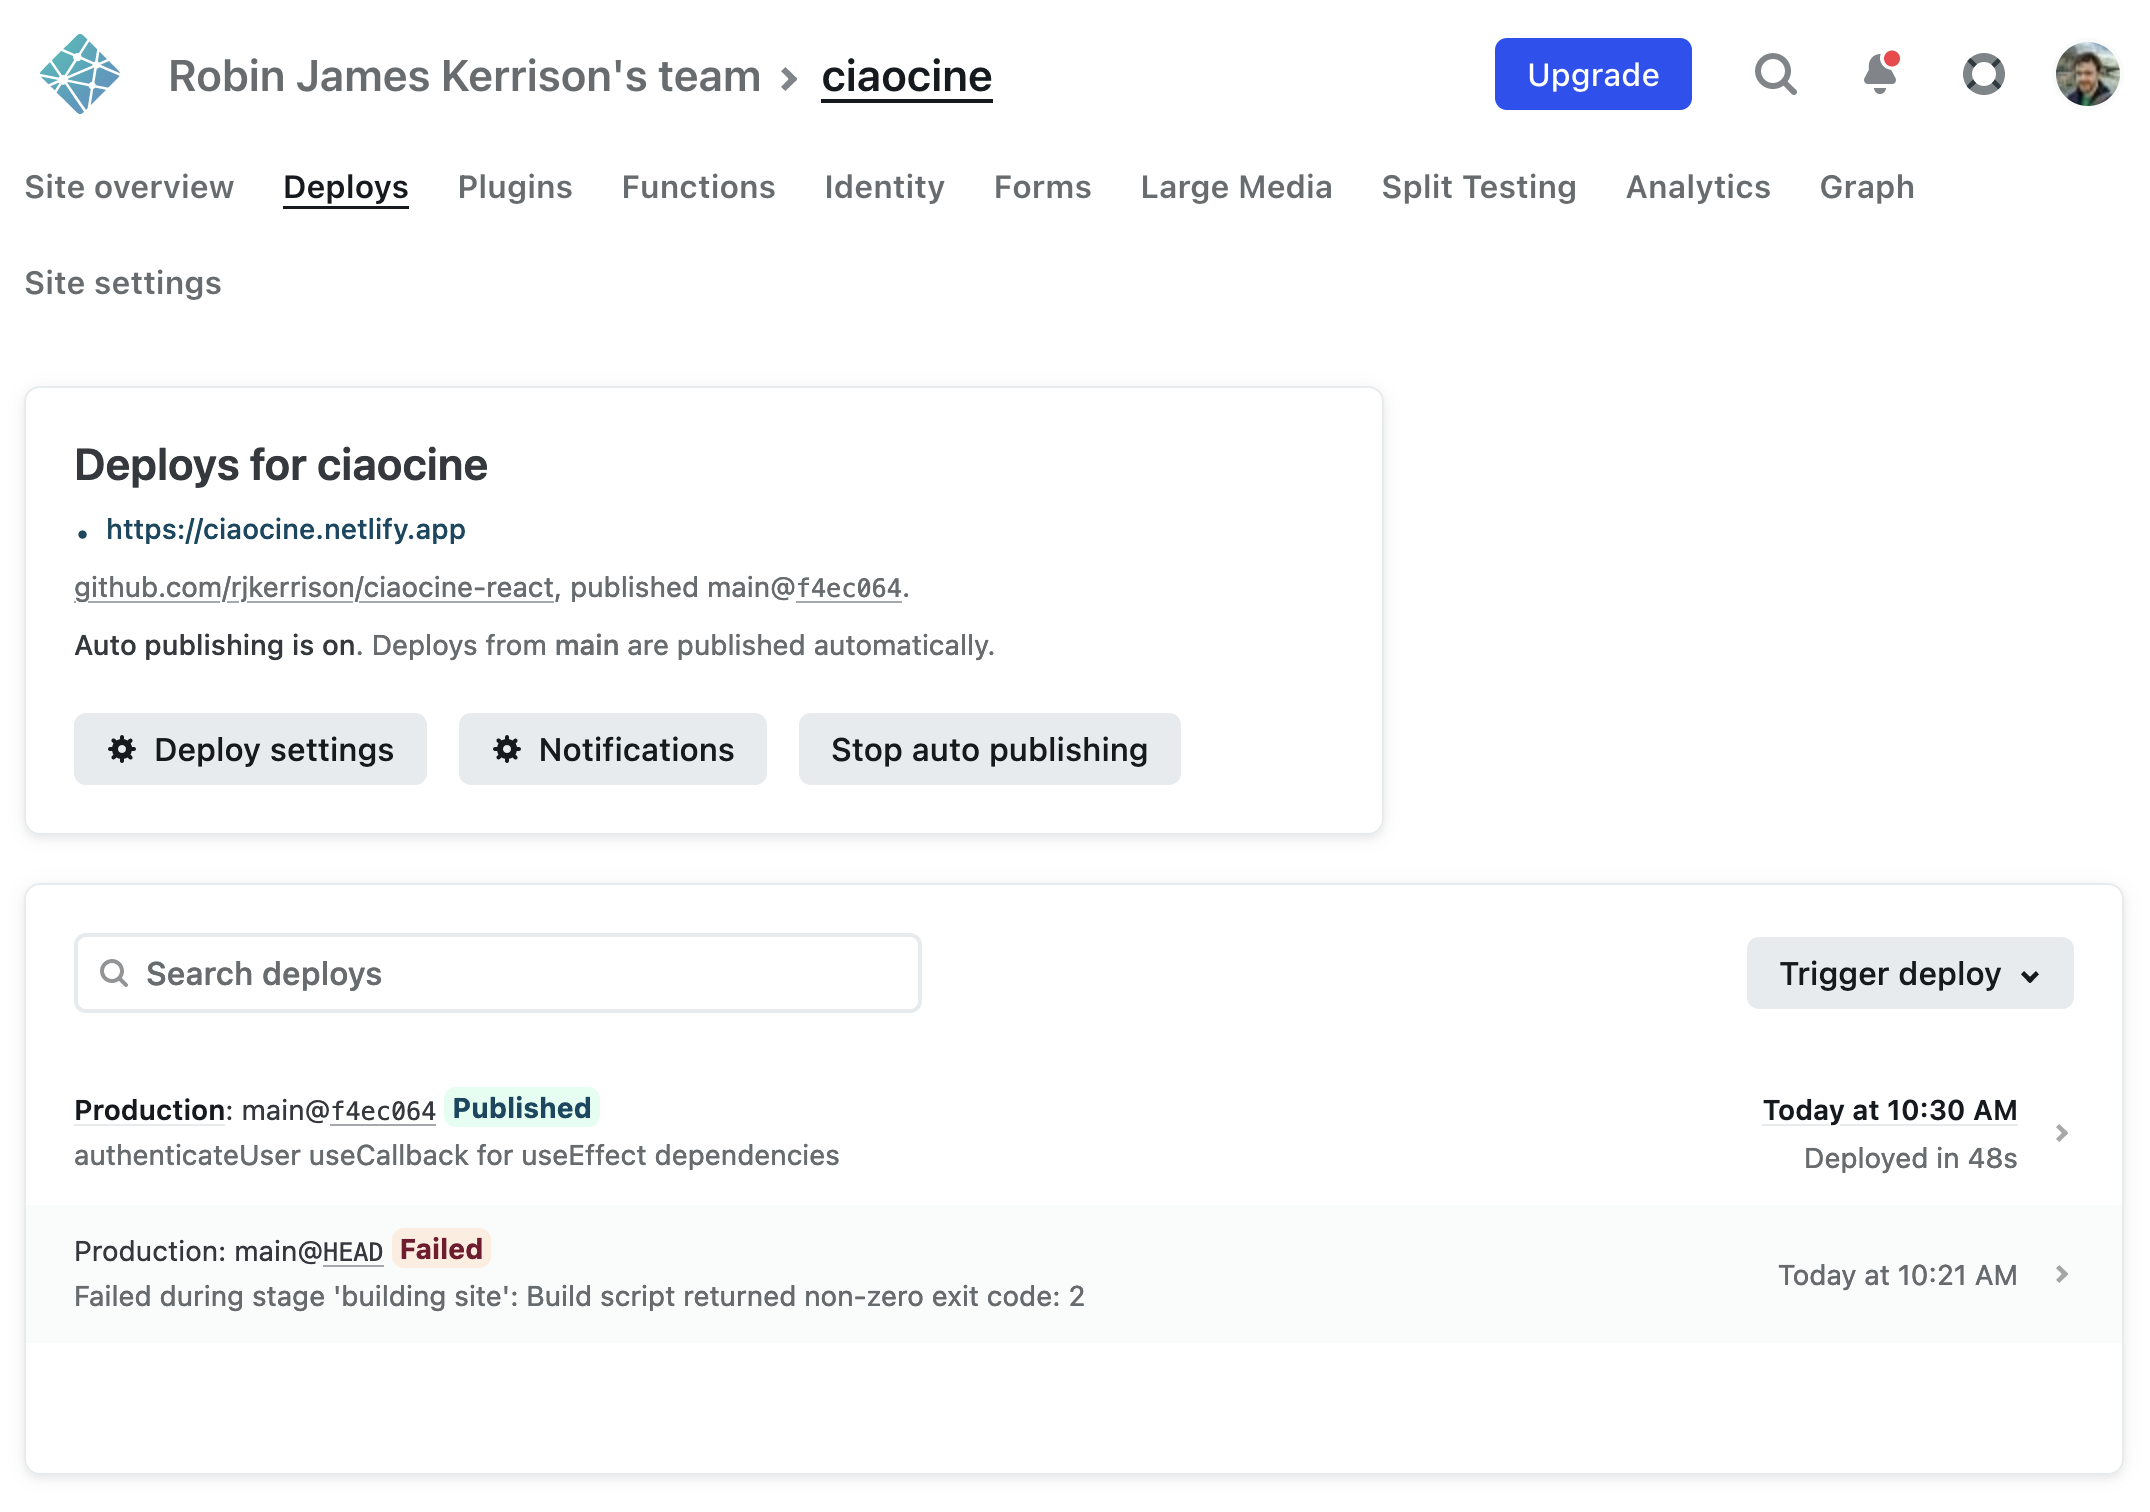 Robin James Kerrison's team > ciaocine
Upgrade
Site overview Deploys Plugins Functions Identity Forms Large Media Split Testing Analytics Graph
Site settings
Deploys for ciaocine
• https://ciaocine.netlify.app
github.com/rjkerrison/ciaocine-react, published main@f4ec064.
Auto publishing is on. Deploys from main are published automatically.
Deploy settings Notifications Stop auto publishing
Search deploys Trigger deploy
Production: main@f4ec064 Published Today at 10:30 AM
authenticateUser useCallback for useEffect dependencies Deployed in 48s
Production: main@HEAD Failed
Failed during stage 'building site': Build script returned non-zero exit code: 2 Today at 10:21 AM